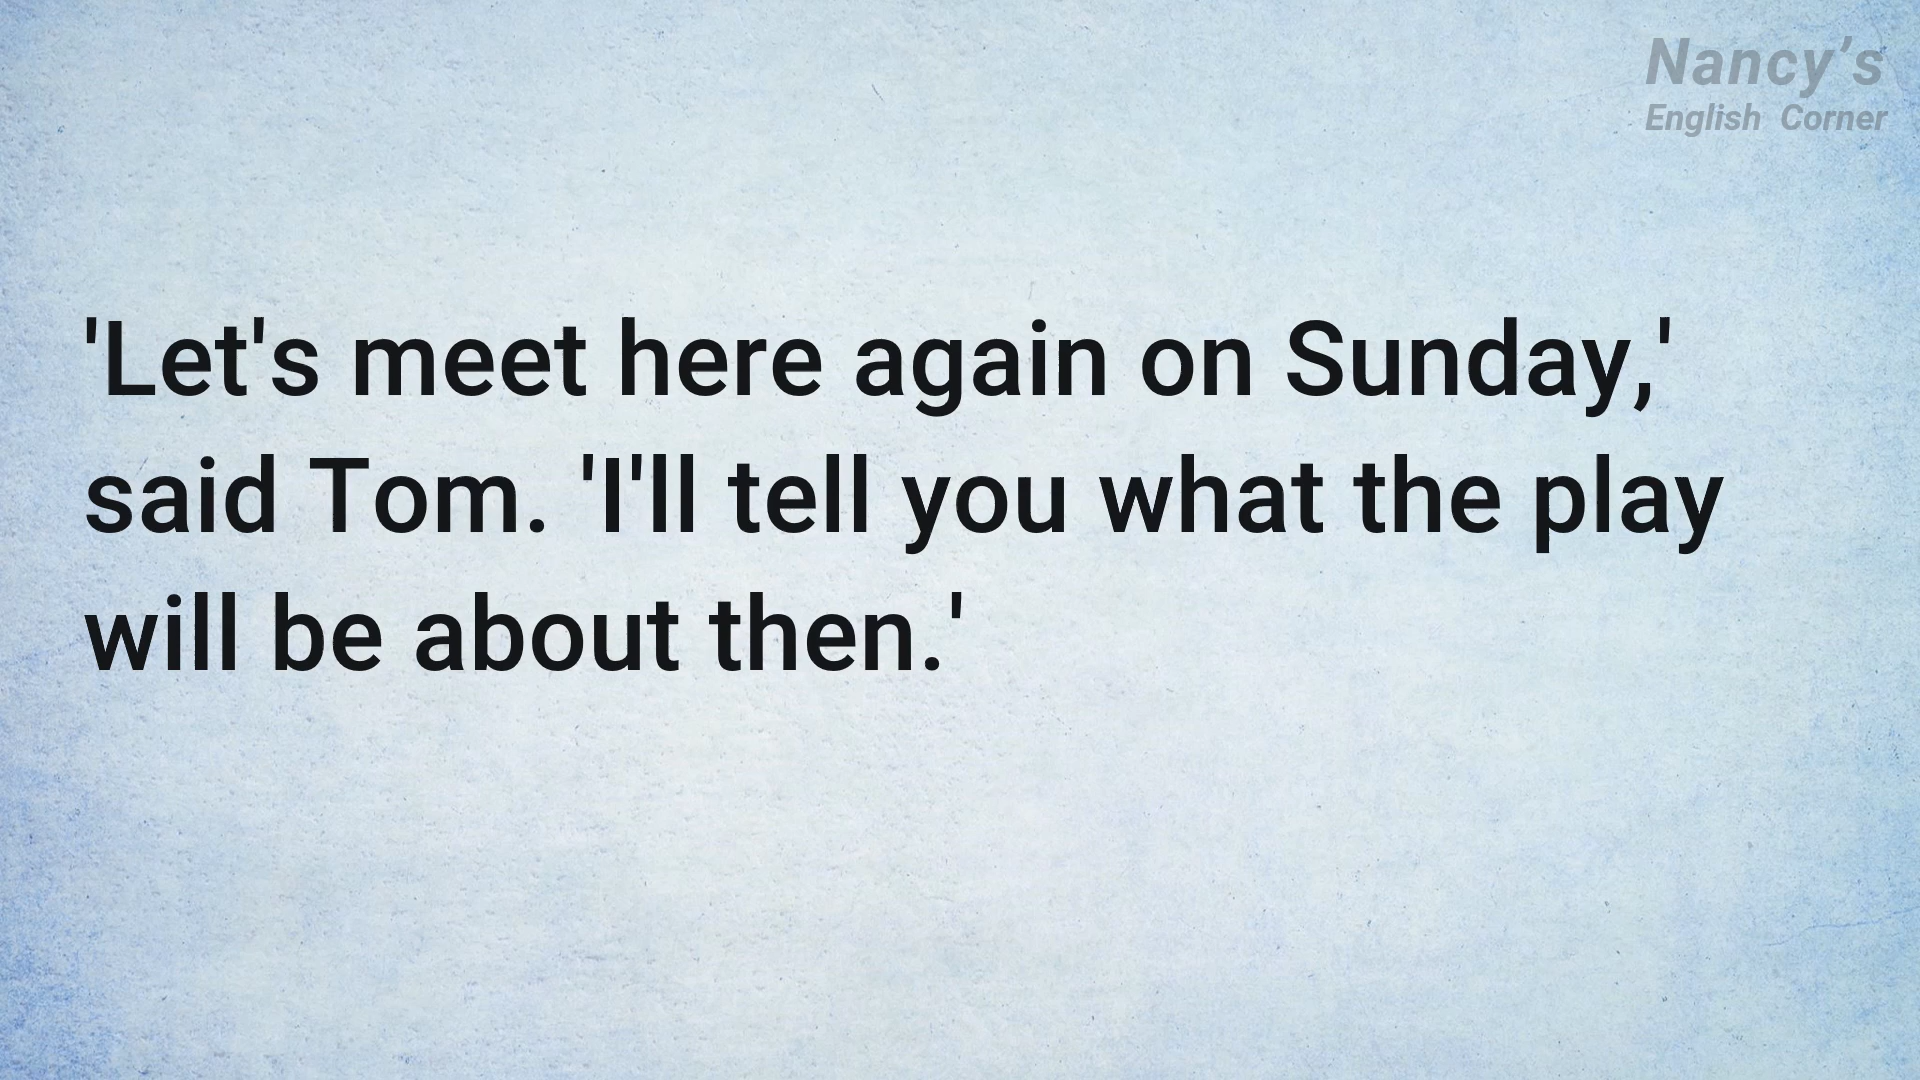 Nancy’s
English Corner
'Let's meet here again on Sunday,'
said Tom. 'I'll tell you what the play
will be about then.'